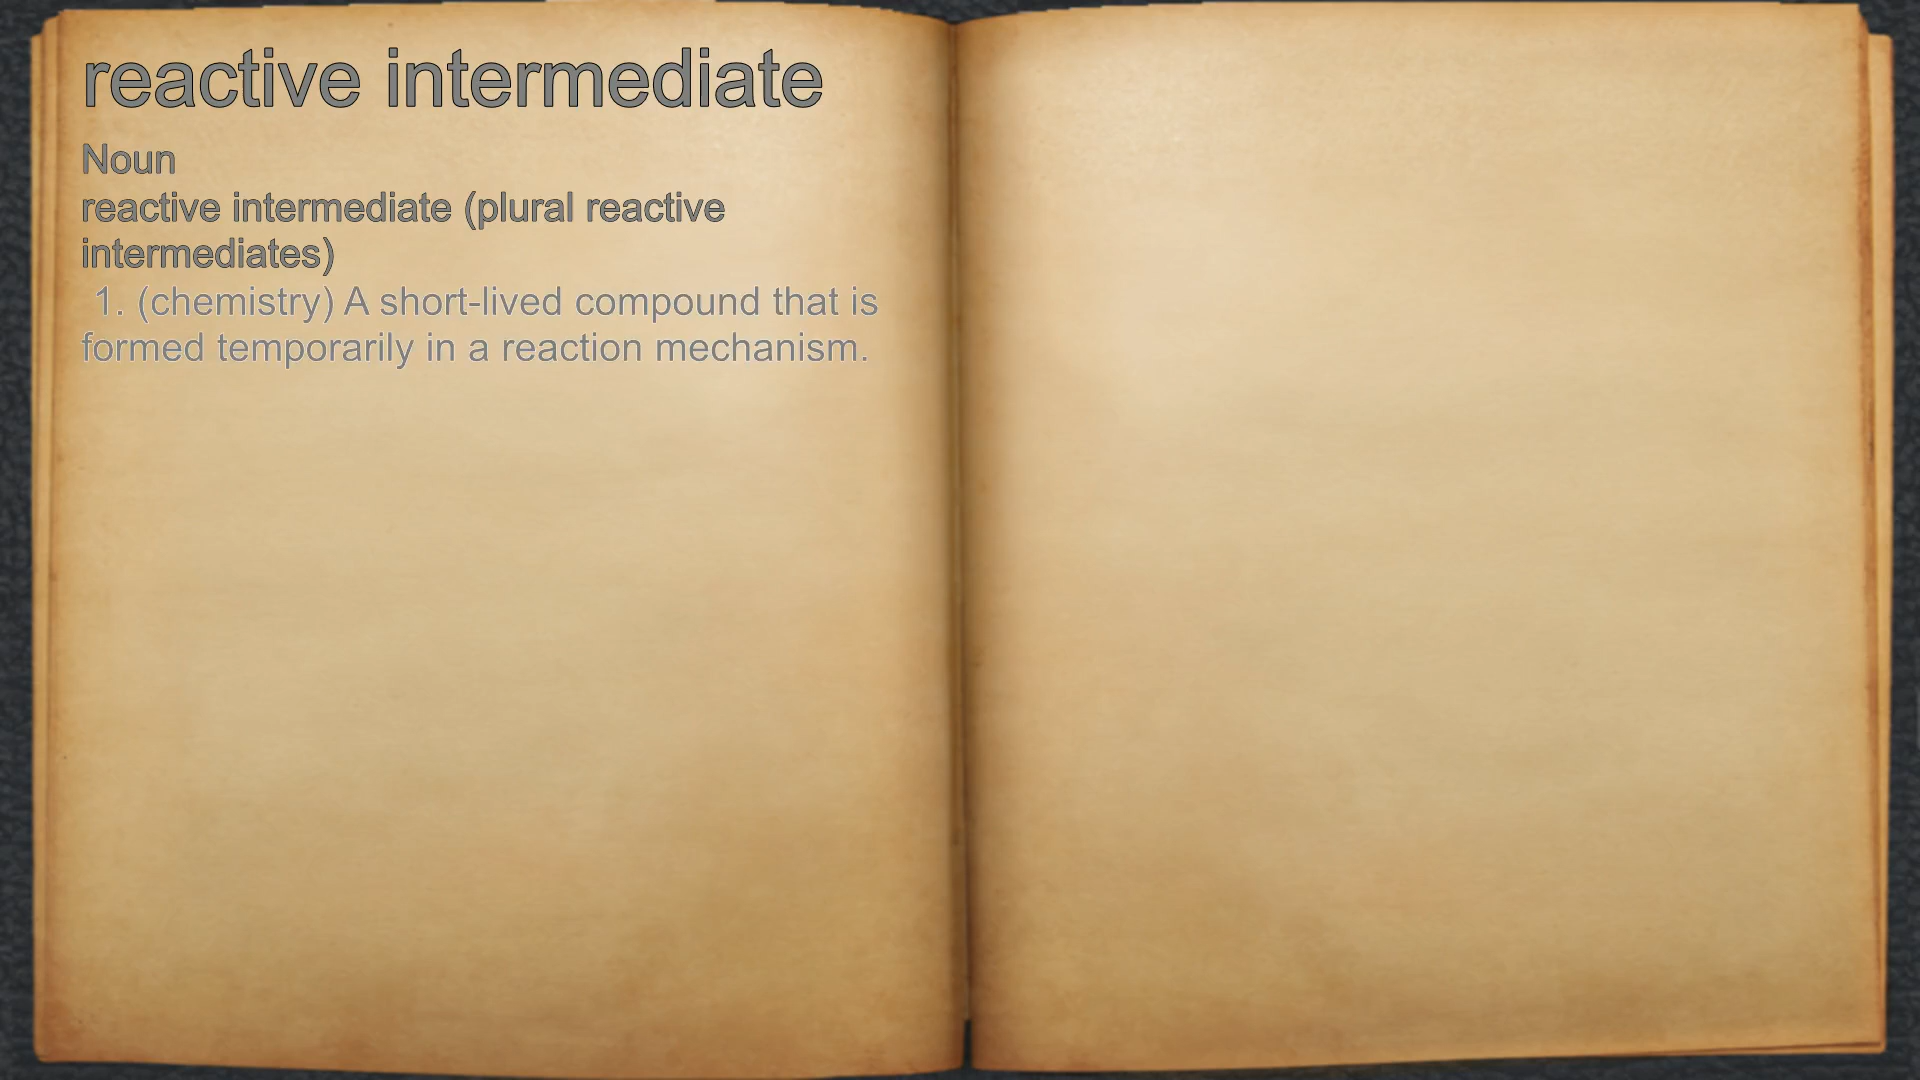 reactive intermediate
Noun
reactive intermediate (plural reactive
intermediates)
1. (chemistry) A short-lived compound that is
formed temporarily in a reaction mechanism.